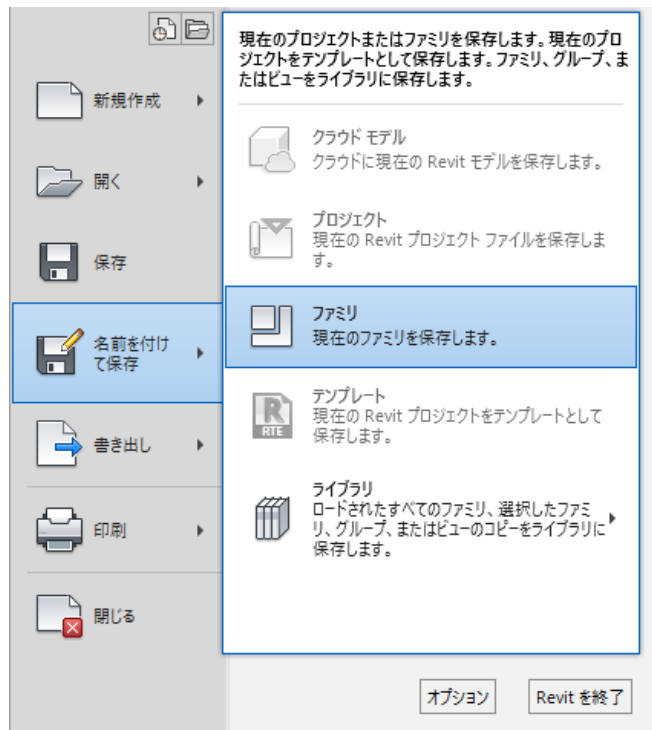 現在のプロジェクトまたはファミリを保存します。現在のプロ
ジェクトをテンプレートとして保存します。ファミリ、グループ、ま
たはビューをライブラリに保存します。
新規作成
開く
保存
名前を付け
て保存
書き出し
印刷
閉じる
クラウド モデル
クラウドに現在の Revit モデルを保存します。
プロジェクト
現在の Revit プロジェクト ファイルを保存しま
す。
ファミリ
現在のファミリを保存します。
R
RTE
テンプレート
現在の Revit プロジェクトをテンプレートとして
保存します。
ライブラリ
ロードされたすべてのファミリ、選択したファミ
リ、グループ、またはビューのコピーをライブラリに
保存します。
オプション
Revit を終了